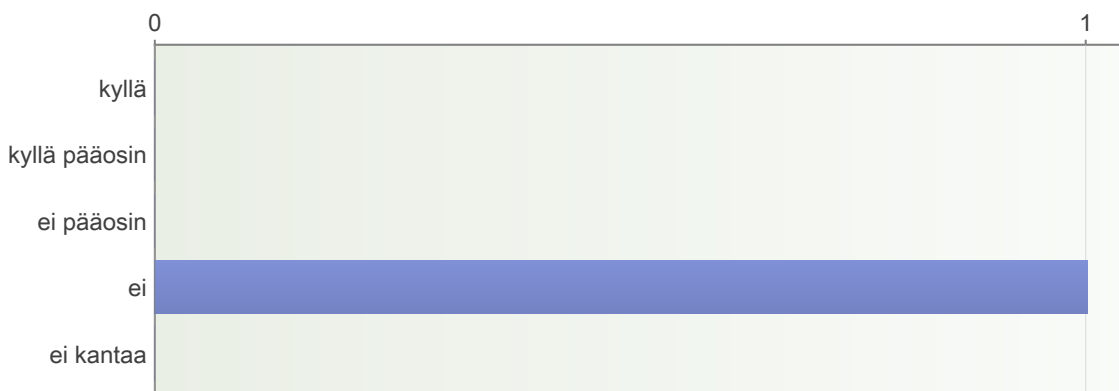 0 1
kyllä
kyllä pääosin
ei pääosin
ei
ei kantaa